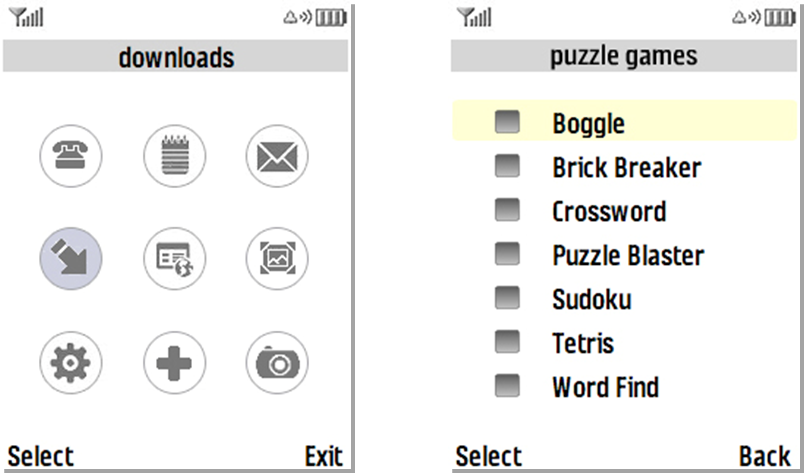 downloads
Select
Exit
puzzle games
Boggle
Brick Breaker
Crossword
Puzzle Blaster
Sudoku
Tetris
Word Find
Select
Back